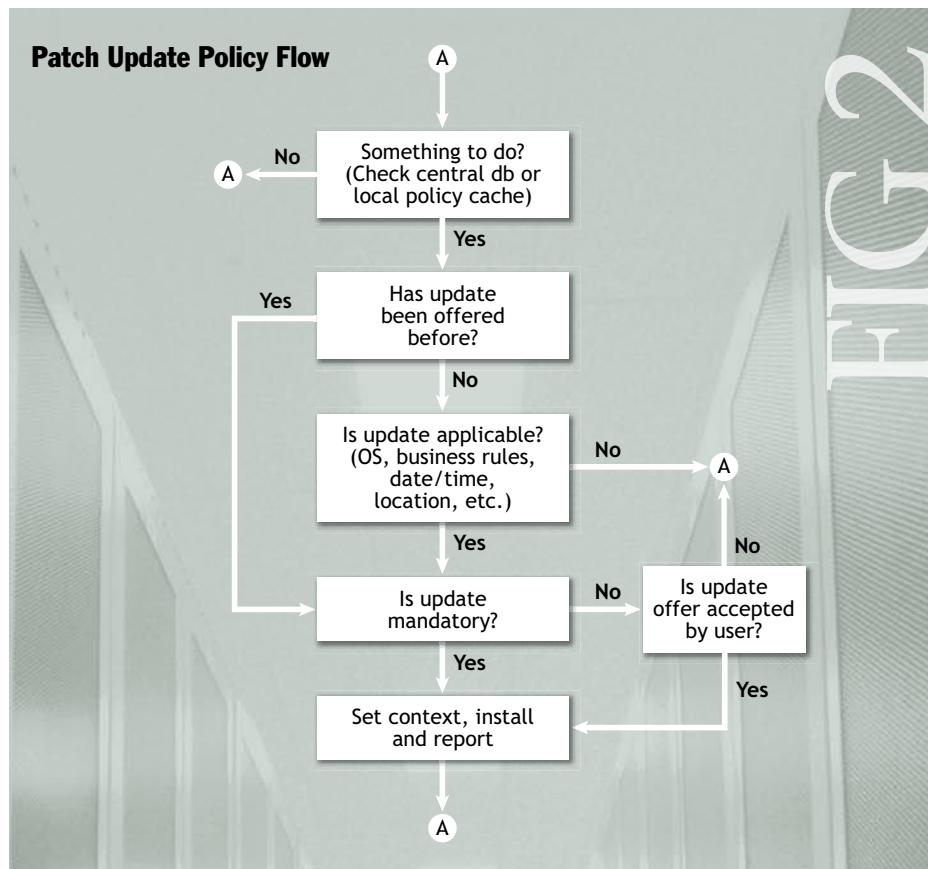 Patch Update Policy Flow
FIG 2
A
Something to do?
(Check central db or
local policy cache)
No
A
Yes
Has update
been offered
before?
Yes
No
Is update applicable?
(OS, business rules,
date/time,
location, etc.)
No
A
Yes
Is update
mandatory?
No
Is update
offer accepted
by user?
No
Yes
Yes
Set context, install
and report
A